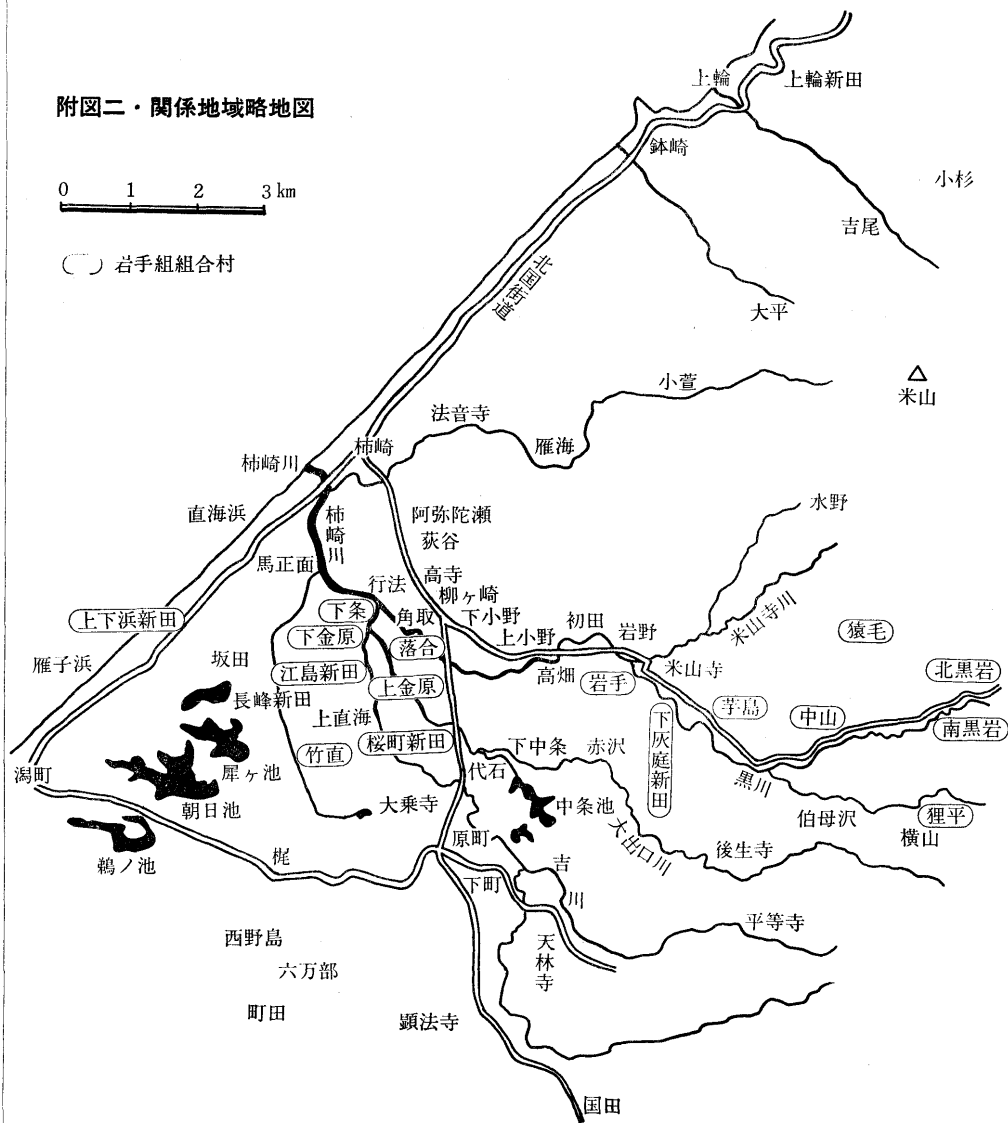 附図二・関係地域略地図
0 1 2 3 km
岩手組組合村
上輪
上輪新田
鉢崎
小杉
吉尾
北国街道
大平
米山
小萱
法音寺
雁海
柿崎
柿崎川
直海浜
柿崎川
阿弥陀瀬
荻谷
水野
馬正面
行法
高寺
柳ヶ崎
下条
角取
下小野
初田
上小野
岩野
米山寺川
猿毛
上下浜新田
下金原
落合
雁子浜
坂田
江島新田
上金原
高畑
岩手
米山寺
北黒岩
長峰新田
芋島
中山
南黒岩
上直海
竹直
桜町新田
下中条
赤沢
下灰庭新田
潟町
犀ヶ池
代石
黒川
朝日池
大乗寺
中条池
伯母沢
狸平
横山
鵜ノ池
原町
大出口川
後生寺
梶
下町
吉川
平等寺
西野島
天林寺
六万部
町田
顕法寺
国田